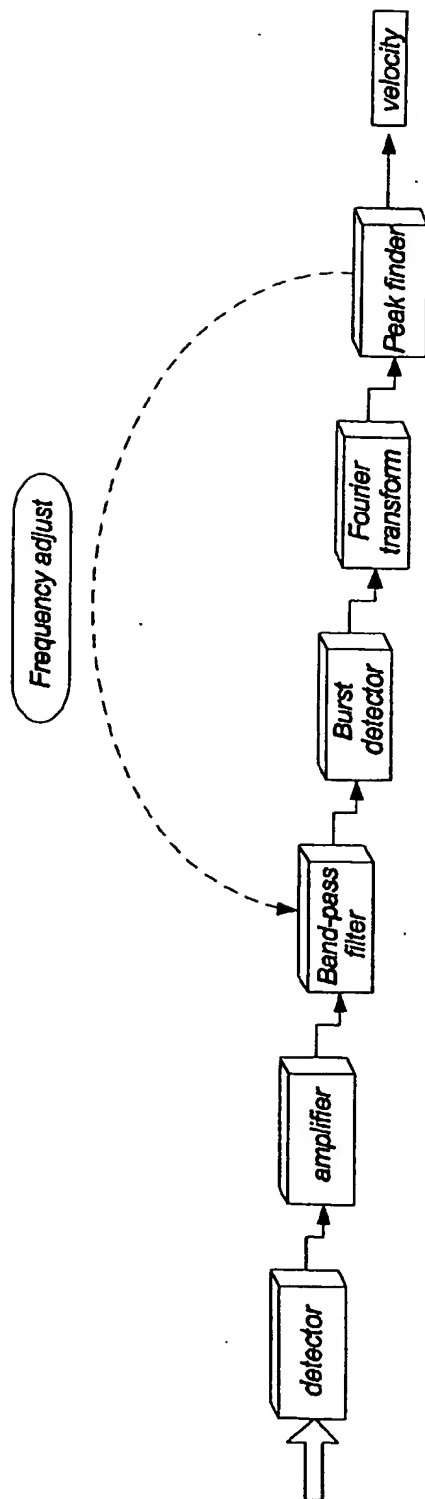 Frequency adjust
detector
amplifier
Band-pass
filter
Burst
detector
Fourier
transform
Peak finder
velocity